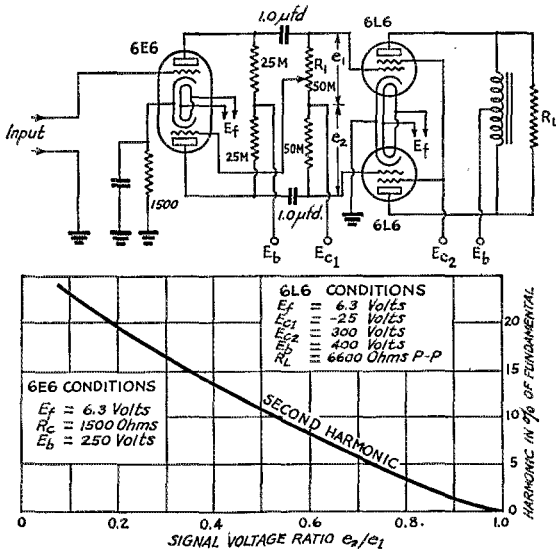 1.0 µfd
6E6
6L6
25M
R1
50M
e1
Input
Ef
e2
Ef
RL
25M
50M
1500
1.0 µfd.
6L6
Eb
Ec1
Ec2
Eb
6L6 CONDITIONS
Ef = 6.3 Volts
Ec1 = -25 Volts
Ec2 = 300 Volts
Eb = 400 Volts
RL = 6600 Ohms P-P
6E6 CONDITIONS
Ef = 6.3 Volts
Rc = 1500 Ohms
Eb = 250 Volts
SECOND HARMONIC
20
15
10
5
0
HARMONIC IN % OF FUNDAMENTAL
0 0.2 0.4 0.6 0.8 1.0
SIGNAL VOLTAGE RATIO e2/e1